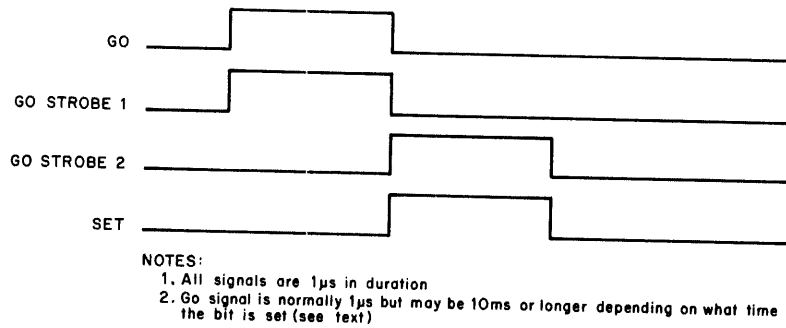 GO
GO STROBE 1
GO STROBE 2
SET
NOTES:
1. All signals are 1µs in duration
2. Go signal is normally 1µs but may be 10ms or longer depending on what time
the bit is set (see text)